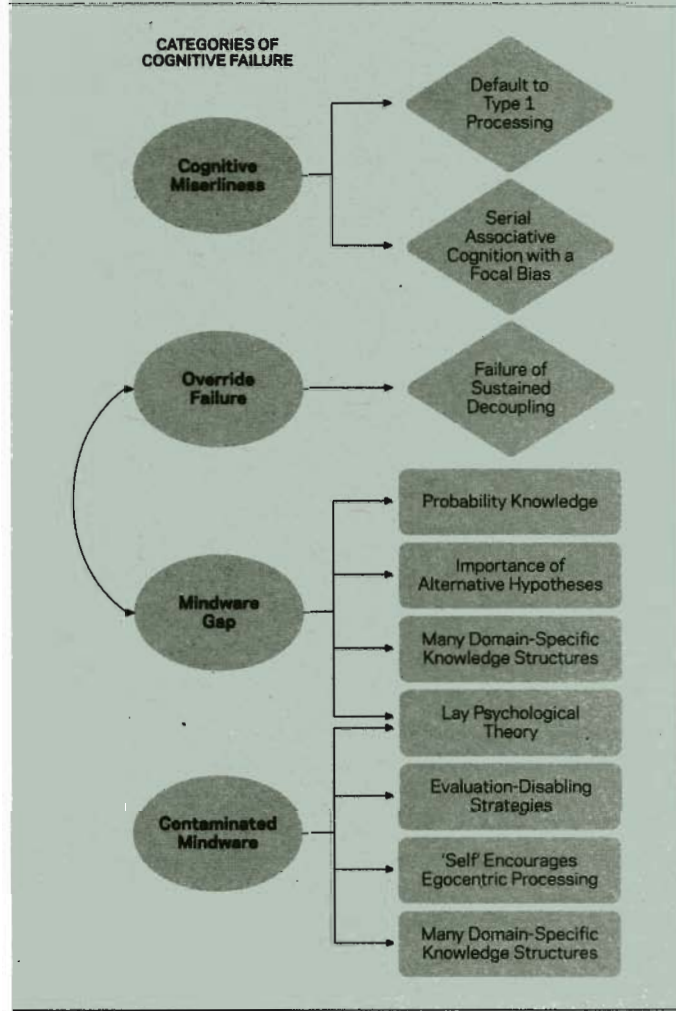 CATEGORIES OF
COGNITIVE FAILURE
Default to
Type 1
Processing
Cognitive
Miserliness
Serial
Associative
Cognition with a
Focal Bias
Override
Failure
Failure of
Sustained
Decoupling
Probability Knowledge
Importance of
Alternative Hypotheses
Mindware
Gap
Many Domain-Specific
Knowledge Structures
Lay Psychological
Theory
Evaluation-Disabling
Strategies
Contaminated
Mindware
'Self' Encourages
Egocentric Processing
Many Domain-Specific
Knowledge Structures